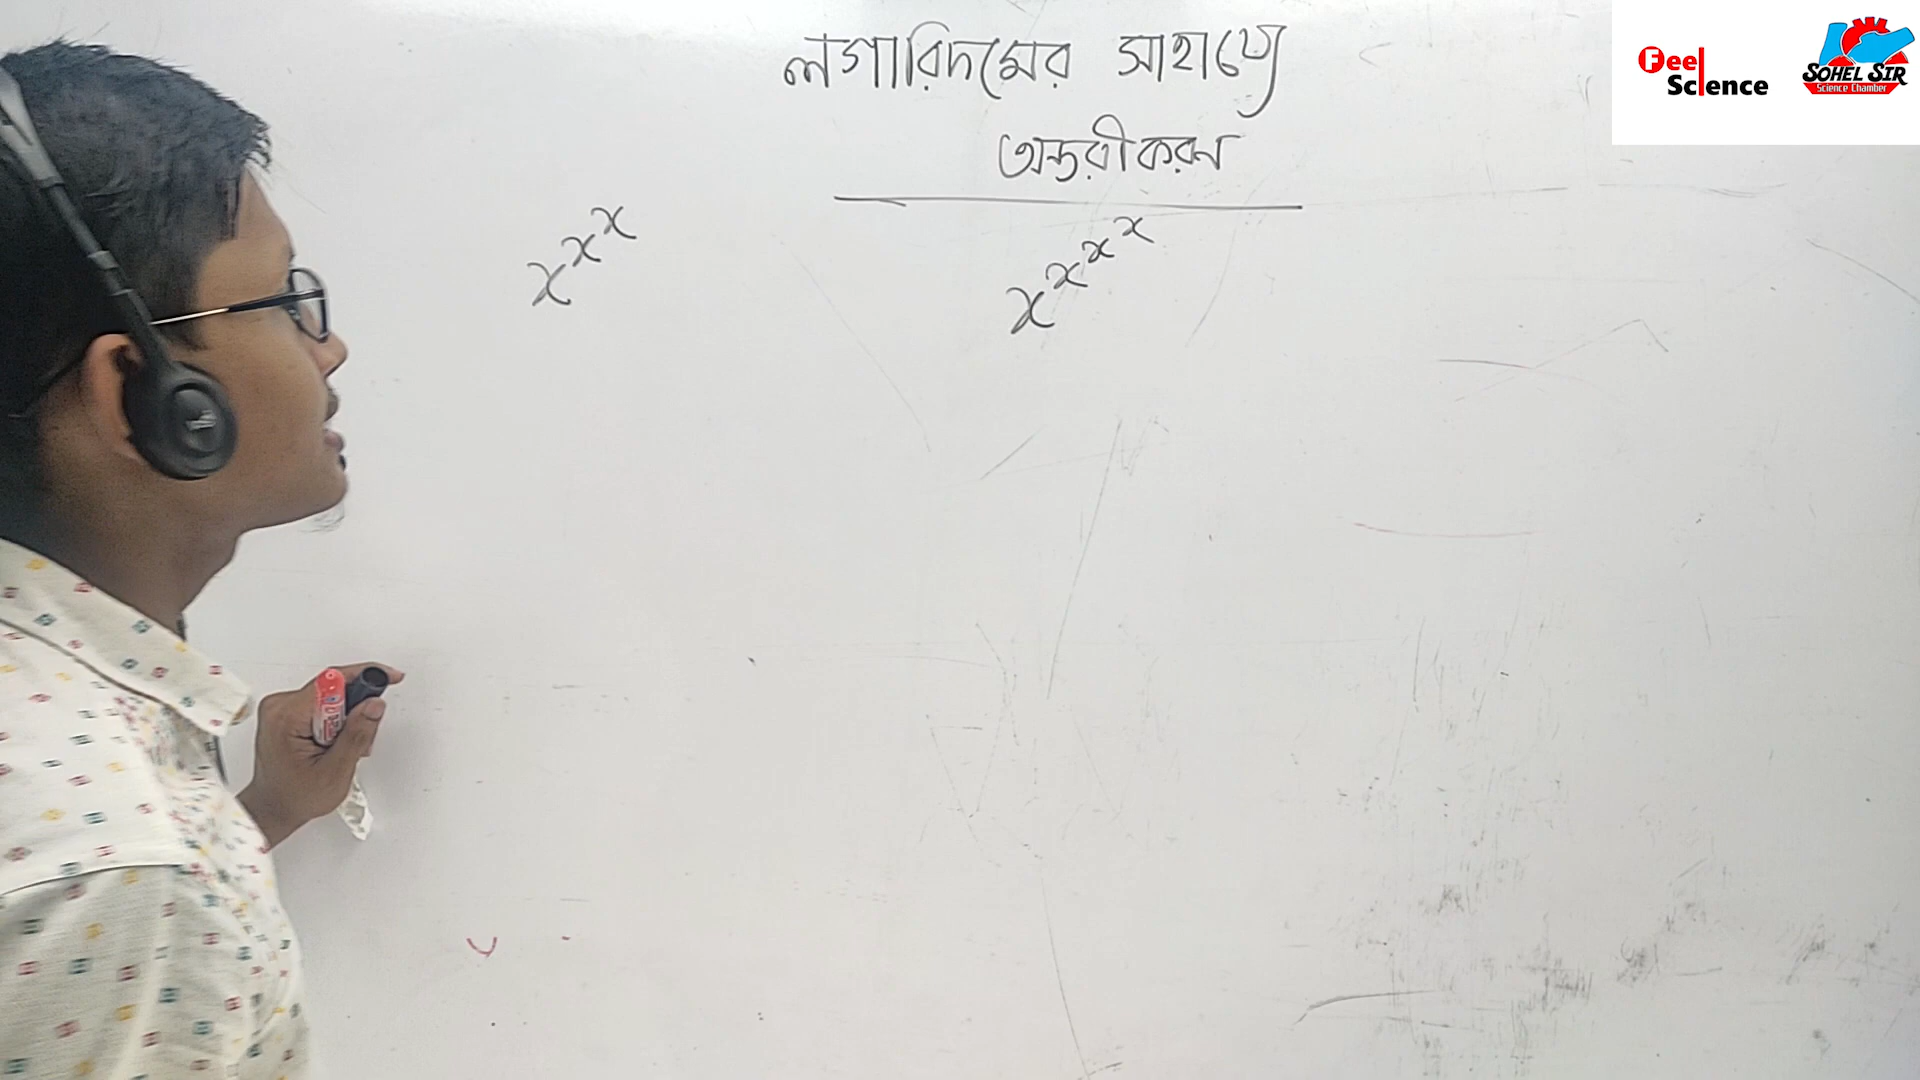 লগারিদমের সাহায্যে
অন্তরীকরণ
x^x^x
x^x^x^x
Feel Science
SOHEL SIR
Science Chamber